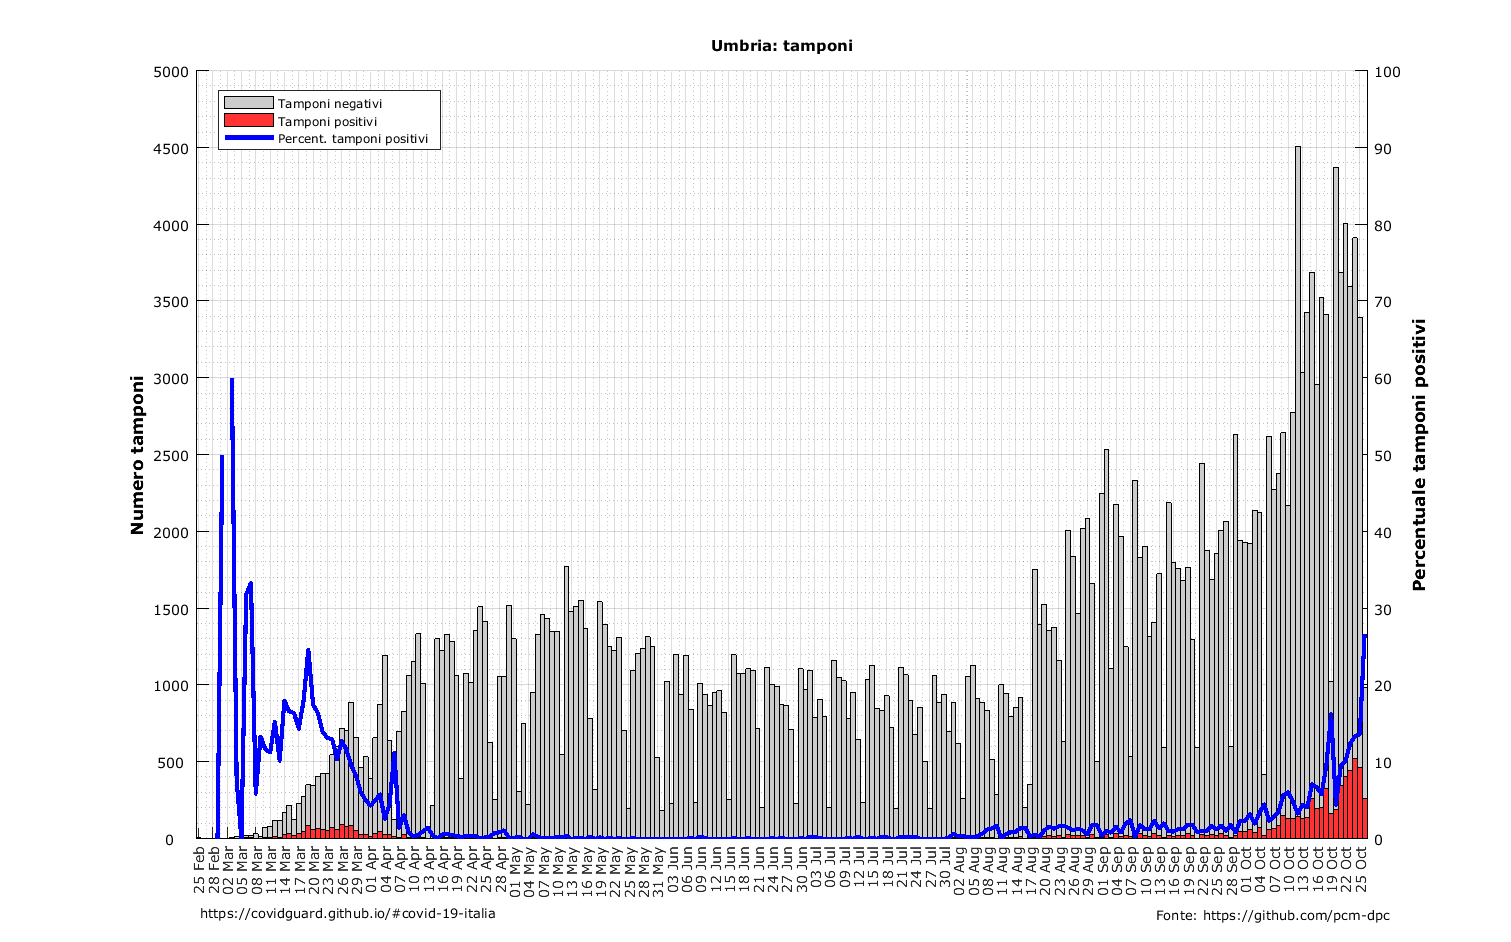 Umbria: tamponi
Tamponi negativi
Tamponi positivi
Percent. tamponi positivi
Numero tamponi
5000
4500
4000
3500
3000
2500
2000
1500
1000
500
0
Percentuale tamponi positivi
100
90
80
70
60
50
40
30
20
10
0
25 Feb
28 Feb
02 Mar
05 Mar
08 Mar
11 Mar
14 Mar
17 Mar
20 Mar
23 Mar
26 Mar
29 Mar
01 Apr
04 Apr
07 Apr
10 Apr
13 Apr
16 Apr
19 Apr
22 Apr
25 Apr
28 Apr
01 May
04 May
07 May
10 May
13 May
16 May
19 May
22 May
25 May
28 May
31 May
03 Jun
06 Jun
09 Jun
12 Jun
15 Jun
18 Jun
21 Jun
24 Jun
27 Jun
30 Jun
03 Jul
06 Jul
09 Jul
12 Jul
15 Jul
18 Jul
21 Jul
24 Jul
27 Jul
30 Jul
02 Aug
05 Aug
08 Aug
11 Aug
14 Aug
17 Aug
20 Aug
23 Aug
26 Aug
29 Aug
01 Sep
04 Sep
07 Sep
10 Sep
13 Sep
16 Sep
19 Sep
22 Sep
25 Sep
28 Sep
01 Oct
04 Oct
07 Oct
10 Oct
13 Oct
16 Oct
19 Oct
22 Oct
25 Oct
https://covidguard.github.io/#covid-19-italia
Fonte: https://github.com/pcm-dpc